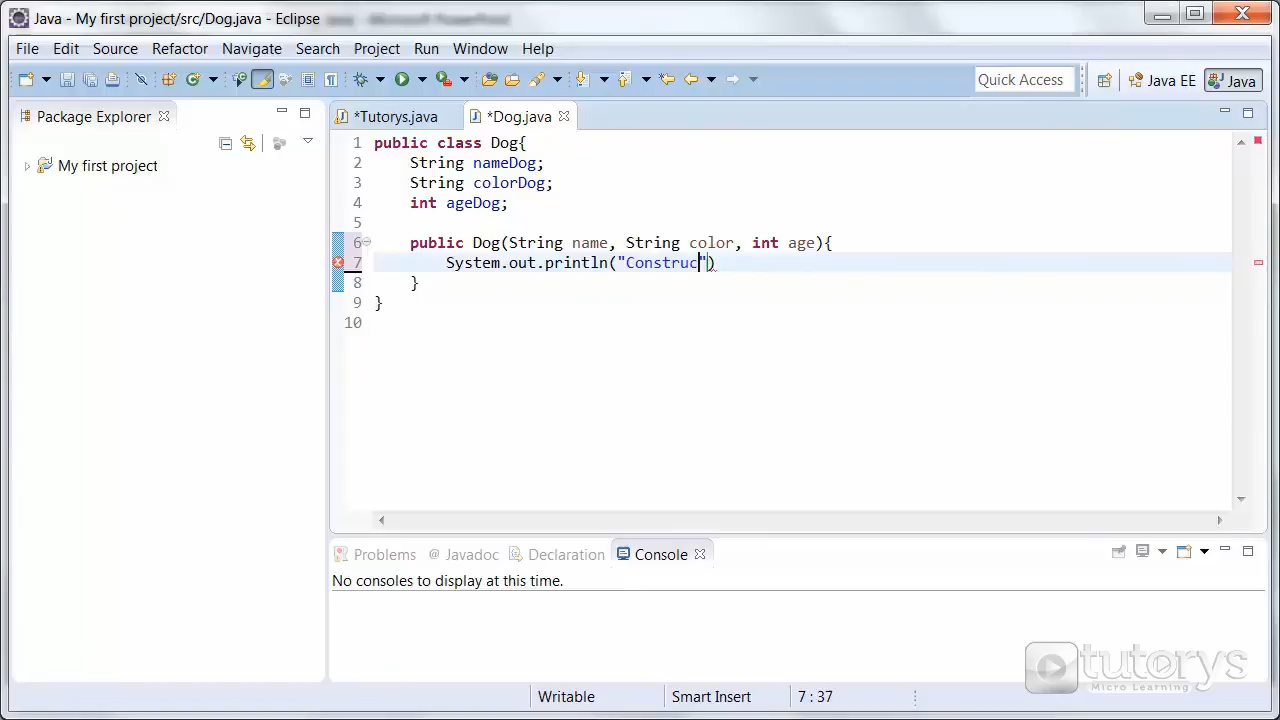 Java - My first project/src/Dog.java - Eclipse
File Edit Source Refactor Navigate Search Project Run Window Help
Quick Access Java EE Java
Package Explorer
*Tutorys.java *Dog.java
My first project
1 public class Dog{
2 String nameDog;
3 String colorDog;
4 int ageDog;
5
6 public Dog(String name, String color, int age){
7 System.out.println("Construc")
8 }
9 }
10
Problems @ Javadoc Declaration Console
No consoles to display at this time.
tutorys
Micro Learning
Writable Smart Insert 7 : 37